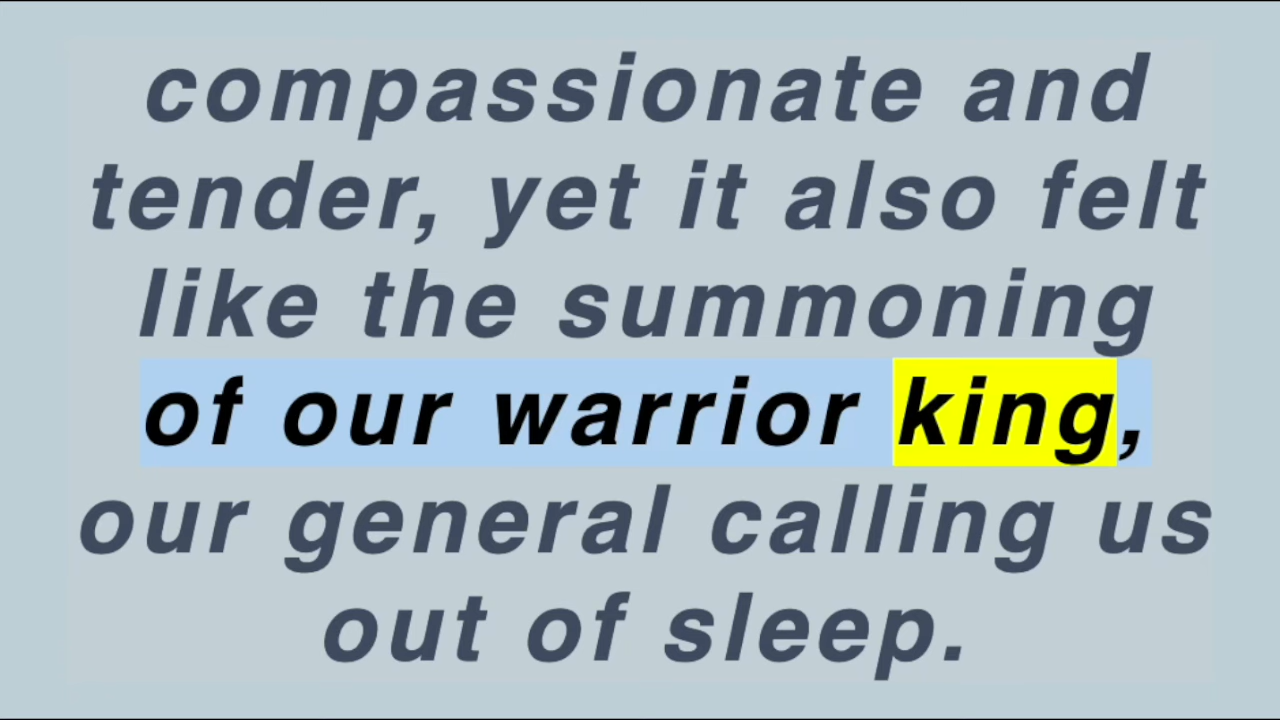 compassionate and
tender, yet it also felt
like the summoning
of our warrior king,
our general calling us
out of sleep.